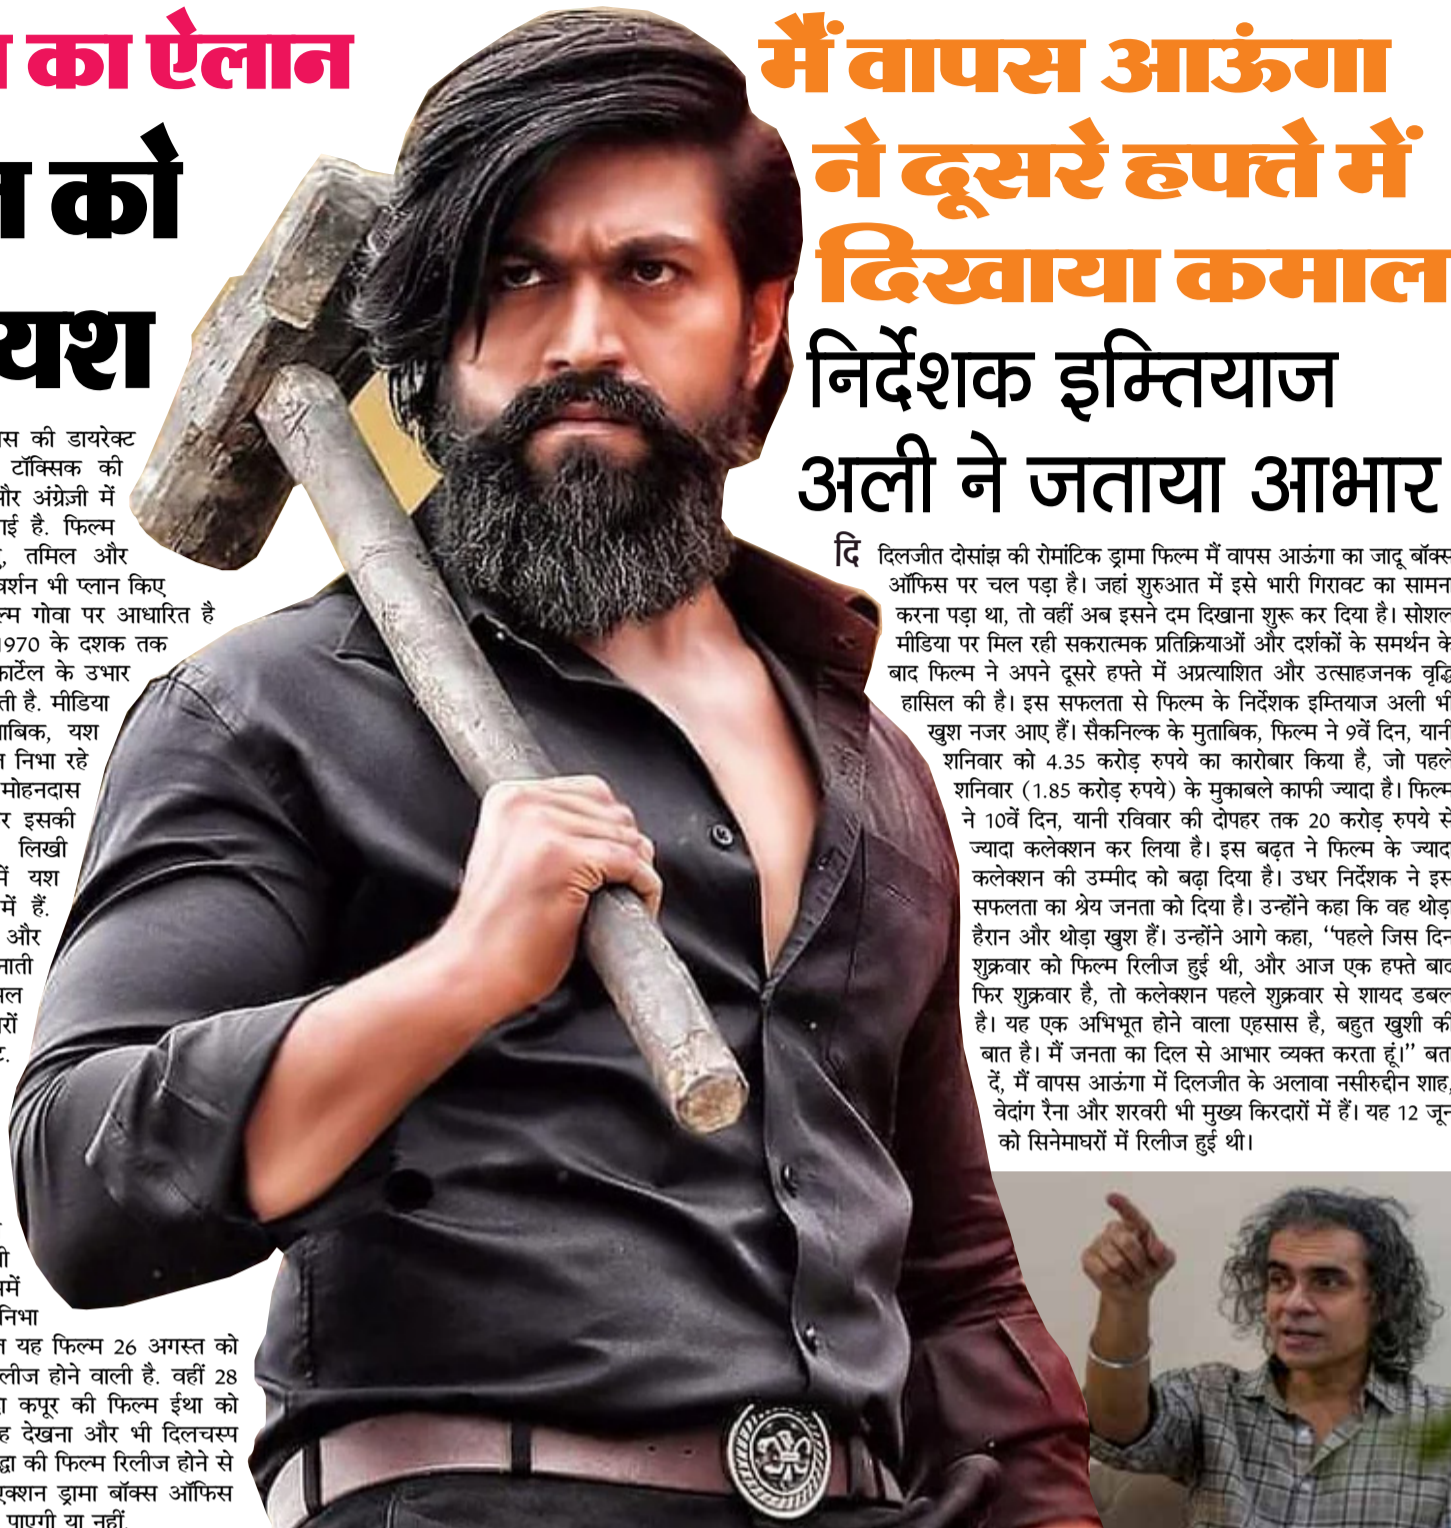 का ऐलान
को
यश
की डायरेक्ट
टॉक्सिक की
और अंग्रेज़ी में
है. फिल्म
तमिल और
वर्शन भी प्लान किए
गोवा पर आधारित है
1970 के दशक तक
कार्टेल के उभार
है. मीडिया
यश
निभा रहे
मोहनदास
इसकी
लिखी
में यश
में हैं.
और
निभा
यह फिल्म 26 अगस्त को
होने वाली है. वहीं 28
कपूर की फिल्म ईथा को
देखना और भी दिलचस्प
की फिल्म रिलीज होने से
एक्शन ड्रामा बॉक्स ऑफिस
पाएगी या नहीं.
मैं वापस आऊंगा
ने दूसरे हफ्ते में
दिखाया कमाल
निर्देशक इम्तियाज
अली ने जताया आभार
दि दिलजीत दोसांझ की रोमांटिक ड्रामा फिल्म मैं वापस आऊंगा का जादू बॉक्स
ऑफिस पर चल पड़ा है। जहां शुरुआत में इसे भारी गिरावट का सामना
करना पड़ा था, तो वहीं अब इसने दम दिखाना शुरू कर दिया है। सोशल
मीडिया पर मिल रही सकरात्मक प्रतिक्रियाओं और दर्शकों के समर्थन के
बाद फिल्म ने अपने दूसरे हफ्ते में अप्रत्याशित और उत्साहजनक वृद्धि
हासिल की है। इस सफलता से फिल्म के निर्देशक इम्तियाज अली भी
खुश नजर आए हैं। सैकनिल्क के मुताबिक, फिल्म ने 9वें दिन, यानी
शनिवार को 4.35 करोड़ रुपये का कारोबार किया है, जो पहले
शनिवार (1.85 करोड़ रुपये) के मुकाबले काफी ज्यादा है। फिल्म
ने 10वें दिन, यानी रविवार की दोपहर तक 20 करोड़ रुपये से
ज्यादा कलेक्शन कर लिया है। इस बढ़त ने फिल्म के ज्यादा
कलेक्शन की उम्मीद को बढ़ा दिया है। उधर निर्देशक ने इस
सफलता का श्रेय जनता को दिया है। उन्होंने कहा कि वह थोड़ा
हैरान और थोड़ा खुश हैं। उन्होंने आगे कहा, “पहले जिस दिन
शुक्रवार को फिल्म रिलीज हुई थी, और आज एक हफ्ते बाद
फिर शुक्रवार है, तो कलेक्शन पहले शुक्रवार से शायद डबल
है। यह एक अभिभूत होने वाला एहसास है, बहुत खुशी की
बात है। मैं जनता का दिल से आभार व्यक्त करता हूं।” बता
दें, मैं वापस आऊंगा में दिलजीत के अलावा नसीरुद्दीन शाह,
वेदांग रैना और शरवरी भी मुख्य किरदारों में हैं। यह 12 जून
को सिनेमाघरों में रिलीज हुई थी।